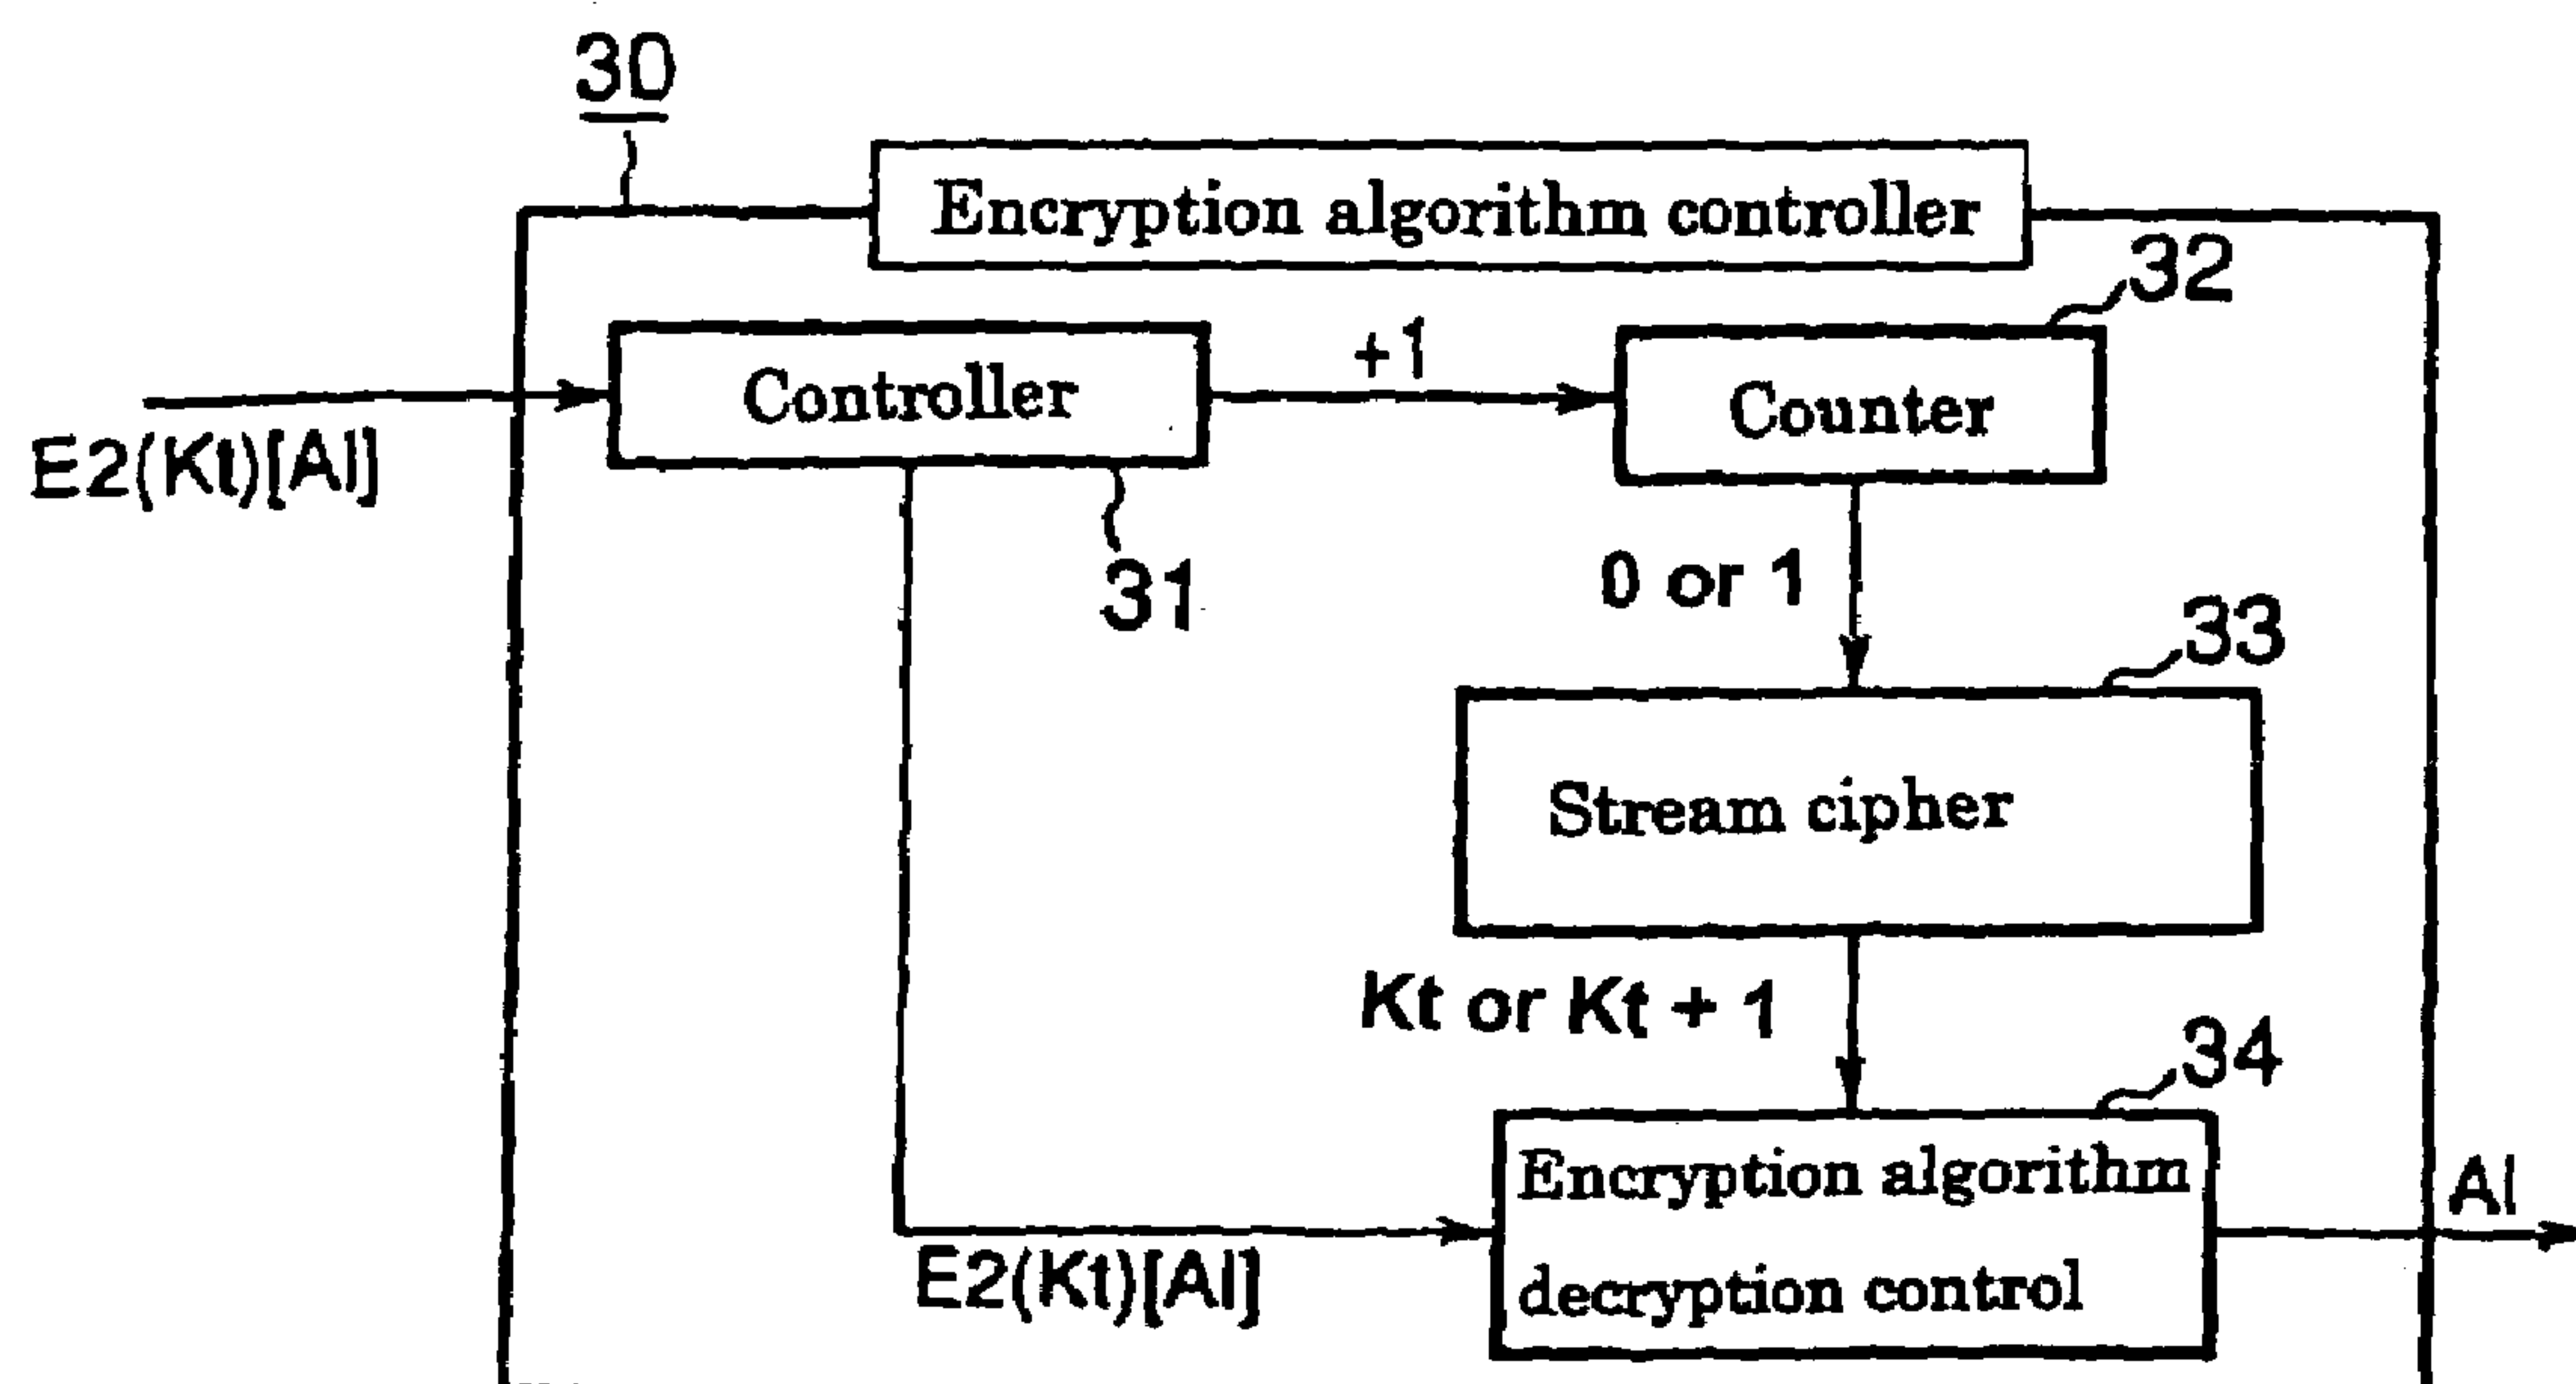 30
Encryption algorithm controller
32
Controller
+1
Counter
E2(Kt)[Al]
31
0 or 1
33
Stream cipher
Kt or Kt + 1
34
Encryption algorithm
decryption control
Al
E2(Kt)[Al]